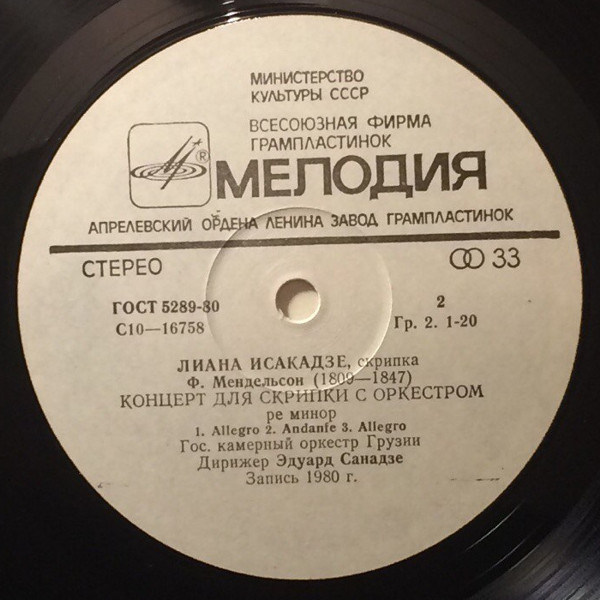 МИНИСТЕРСТВО
КУЛЬТУРЫ СССР
ВСЕСОЮЗНАЯ ФИРМА
ГРАМПЛАСТИНОК
® МЕЛОДИЯ
АПРЕЛЕВСКИЙ ОРДЕНА ЛЕНИНА ЗАВОД ГРАМПЛАСТИНОК
СТЕРЕО 33
ГОСТ 5289-80 2
С10—16758 Гр. 2. 1-20
ЛИАНА ИСАКАДЗЕ, скрипка
Ф. Мендельсон (1809—1847)
КОНЦЕРТ ДЛЯ СКРИПКИ С ОРКЕСТРОМ
ре минор
1. Allegro 2. Andante 3. Allegro
Гос. камерный оркестр Грузии
Дирижер Эдуард Санадзе
Запись 1980 г.